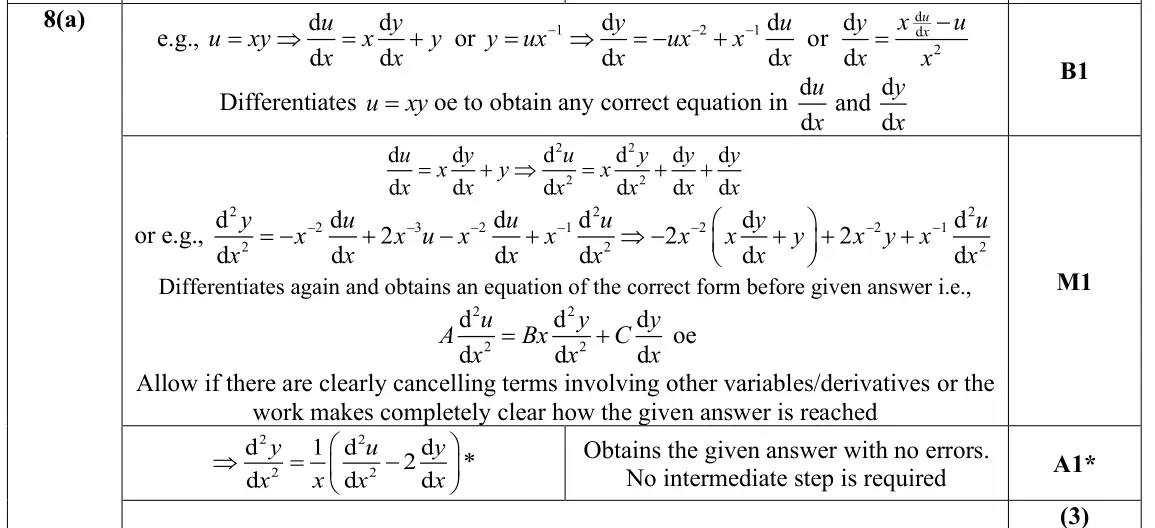 8(a)
e.g., u = xy ⇒ du/dx = x dy/dx + y or y = ux⁻¹ ⇒ dy/dx = −ux⁻² + x⁻¹ du/dx or dy/dx = (x du/dx − u)/x²
Differentiates u = xy oe to obtain any correct equation in du/dx and dy/dx
B1
du/dx = x dy/dx + y ⇒ d²u/dx² = x d²y/dx² + dy/dx + dy/dx
or e.g., d²y/dx² = −x⁻² du/dx + 2x⁻³u − x⁻² du/dx + x⁻¹ d²u/dx² ⇒ −2x⁻² (x dy/dx + y) + 2x⁻²y + x⁻¹ d²u/dx²
Differentiates again and obtains an equation of the correct form before given answer i.e.,
A d²u/dx² = Bx d²y/dx² + C dy/dx oe
Allow if there are clearly cancelling terms involving other variables/derivatives or the
work makes completely clear how the given answer is reached
M1
⇒ d²y/dx² = 1/x (d²u/dx² − 2 dy/dx)*
Obtains the given answer with no errors.
No intermediate step is required
A1*
(3)